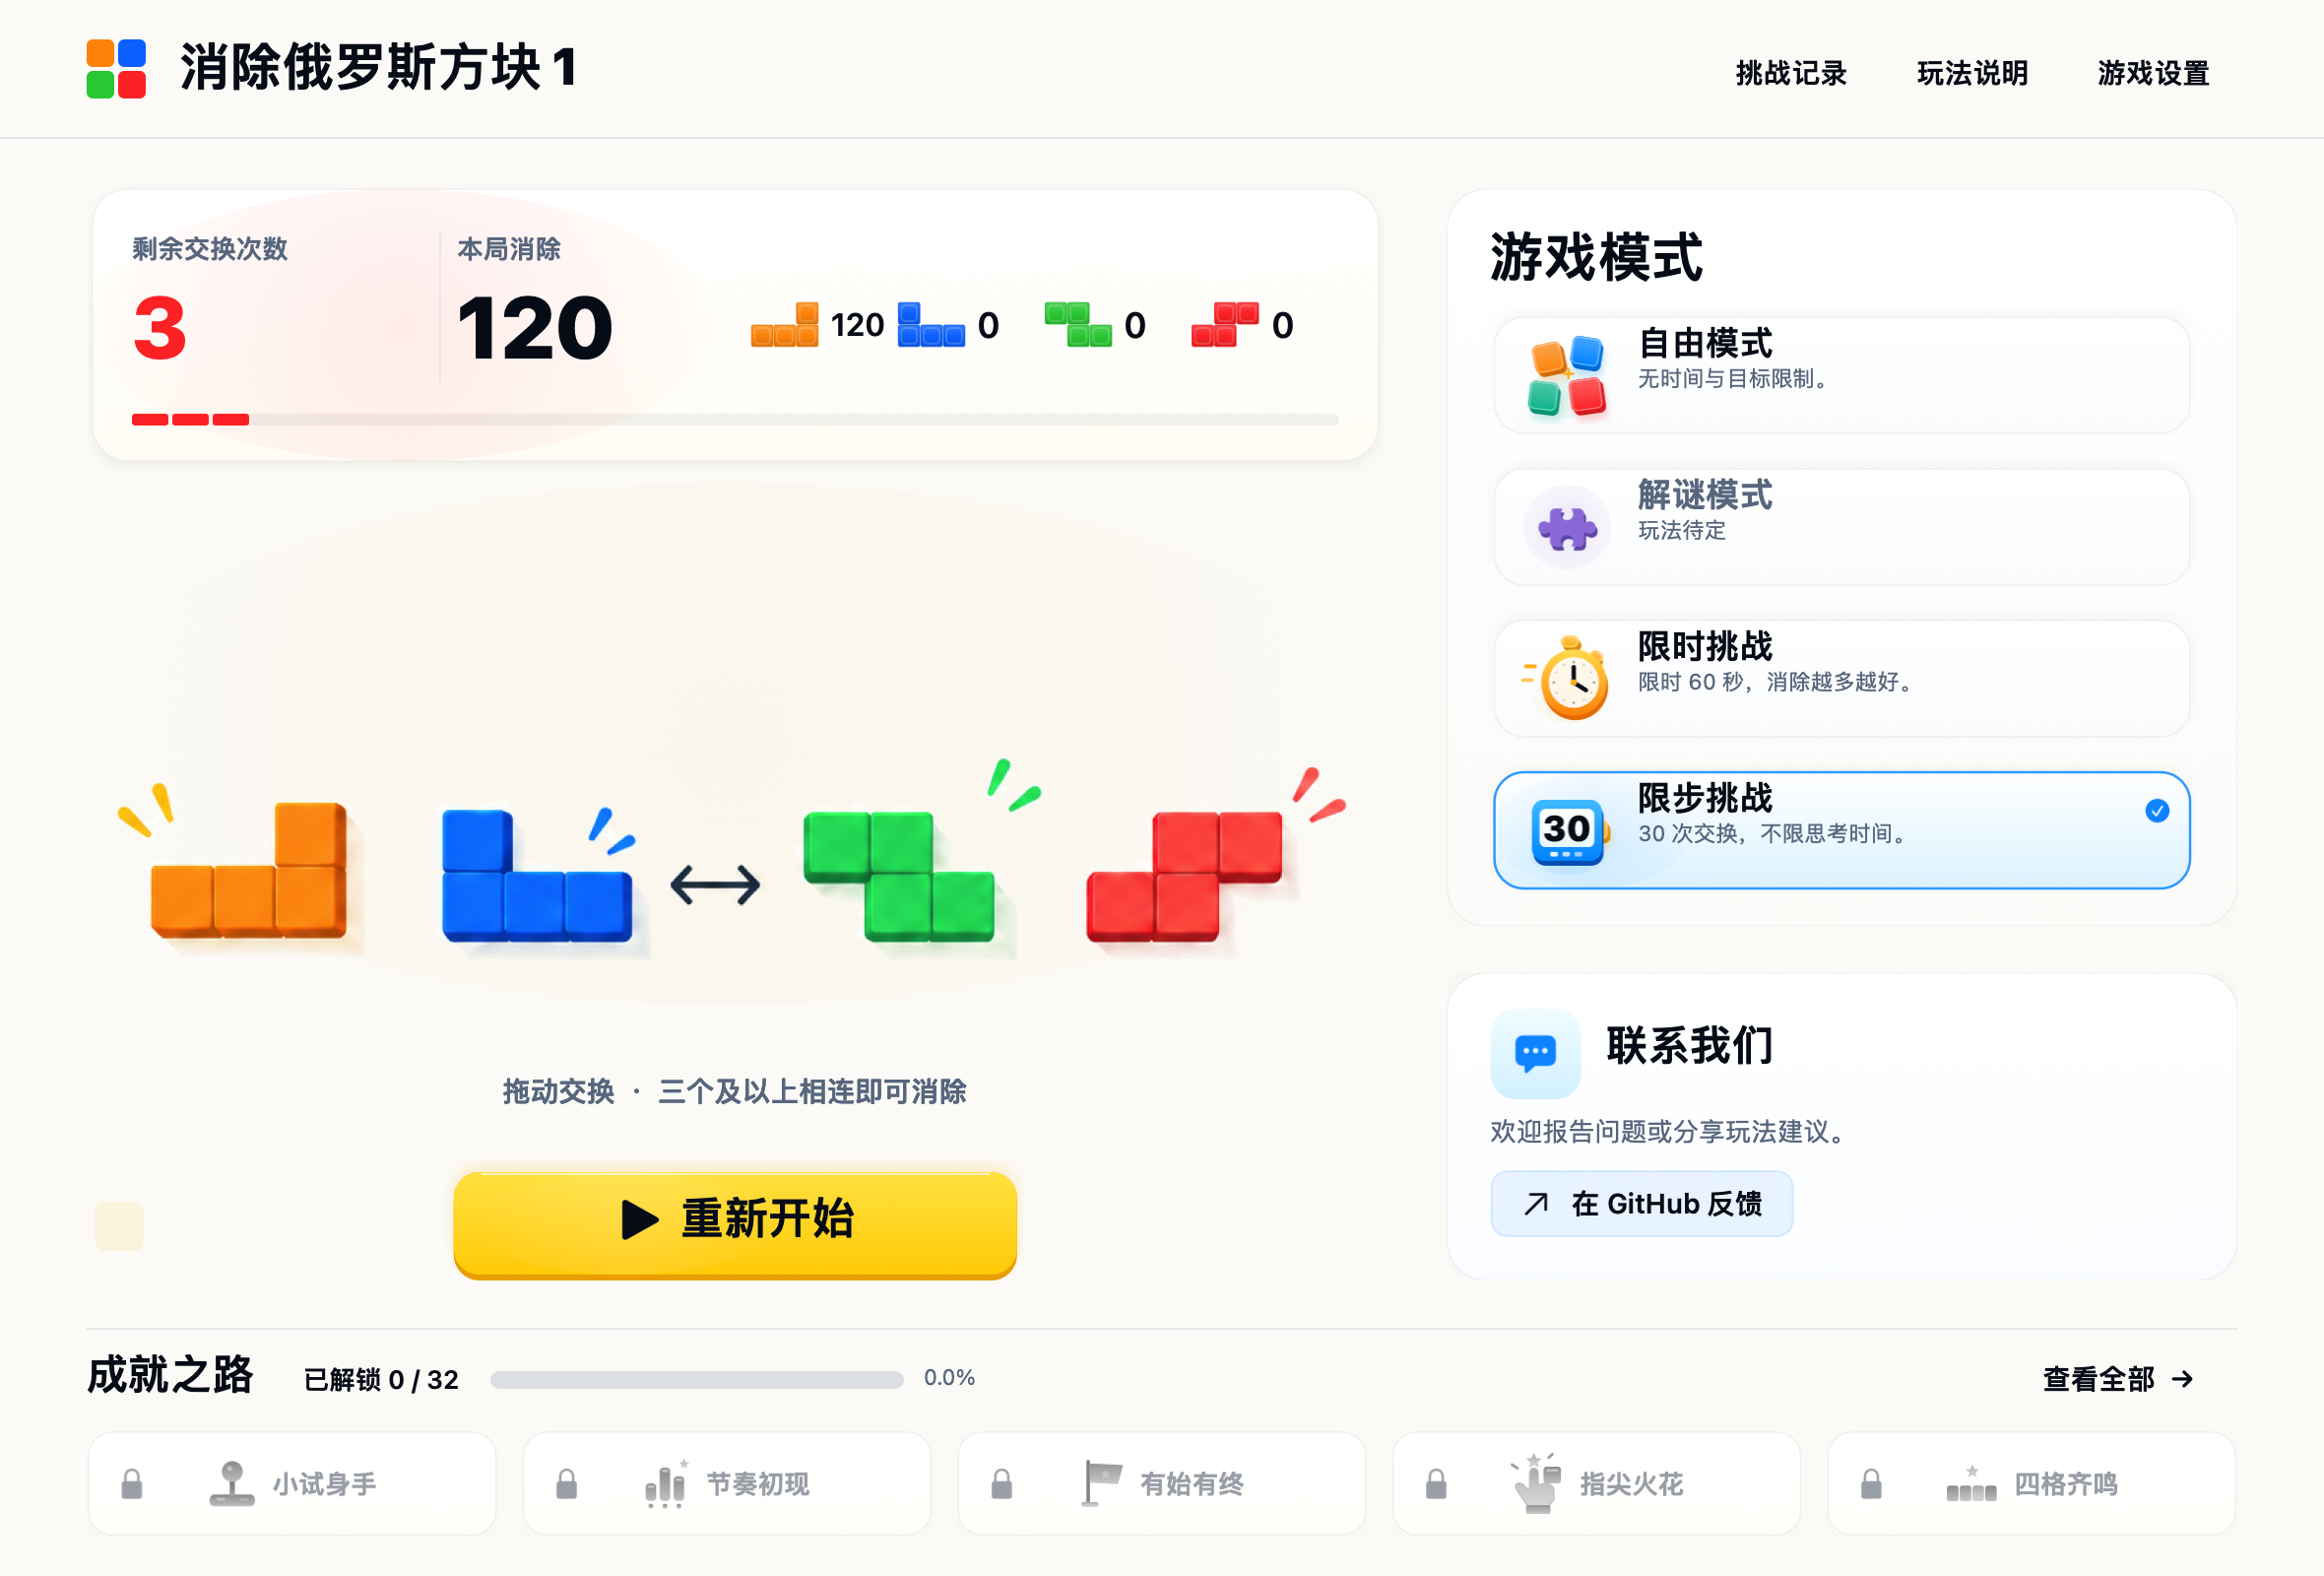 消除俄罗斯方块 1
挑战记录 玩法说明 游戏设置
剩余交换次数 本局消除
3 120 120 0 0 0
游戏模式
自由模式
无时间与目标限制。
解谜模式
玩法待定
限时挑战
限时 60 秒，消除越多越好。
30
限步挑战
30 次交换，不限思考时间。
拖动交换 · 三个及以上相连即可消除
重新开始
联系我们
欢迎报告问题或分享玩法建议。
在 GitHub 反馈
成就之路 已解锁 0 / 32 0.0% 查看全部
小试身手 节奏初现 有始有终 指尖火花 四格齐鸣